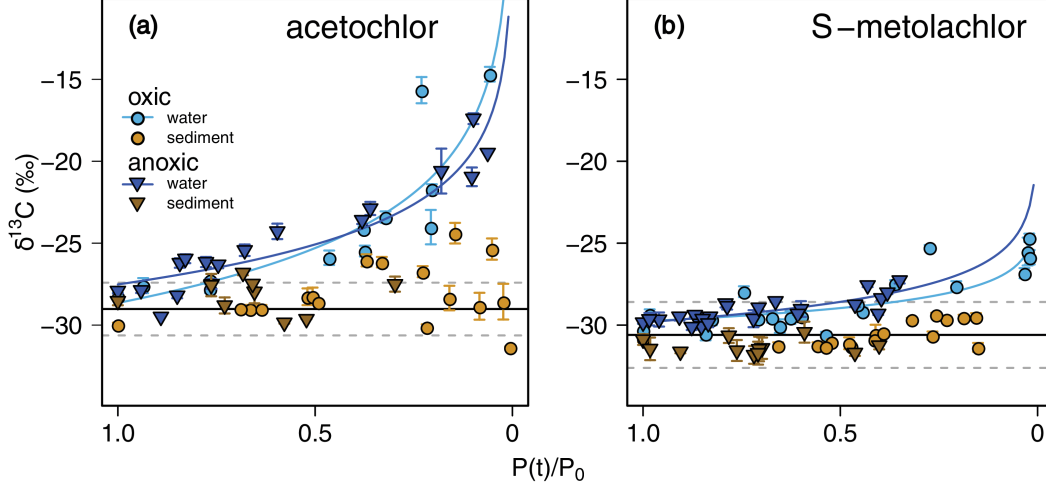 (a) acetochlor
oxic
water
sediment
anoxic
water
sediment
−15
−20
−25
−30
δ¹³C (‰)
1.0 0.5 0
(b) S−metolachlor
−15
−20
−25
−30
1.0 0.5 0
P(t)/P₀